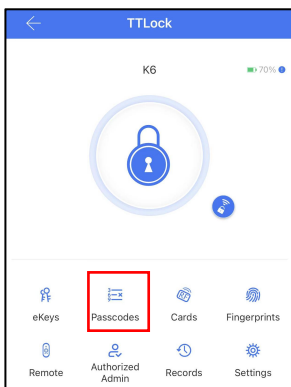 TTLock
K6
70%
eKeys
Passcodes
Cards
Fingerprints
Remote
Authorized
Admin
Records
Settings